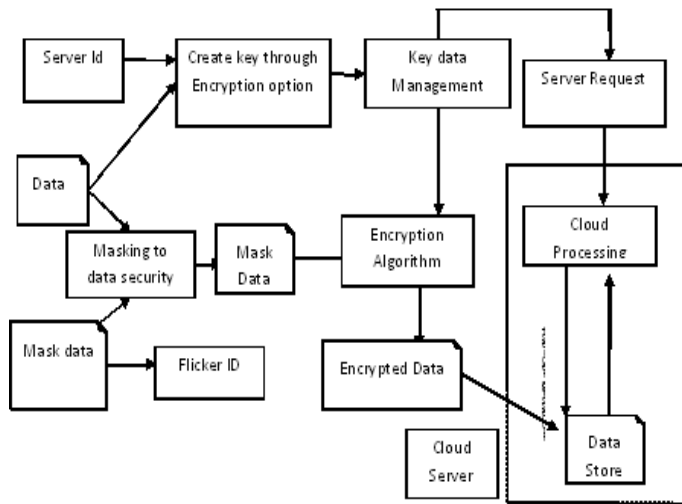 Server Id
Create key through
Encryption option
Key data
Management
Server Request
Data
Masking to
data security
Mask
Data
Encryption
Algorithm
Cloud
Processing
Mask data
Flicker ID
Encrypted Data
Cloud
Server
Data
Store